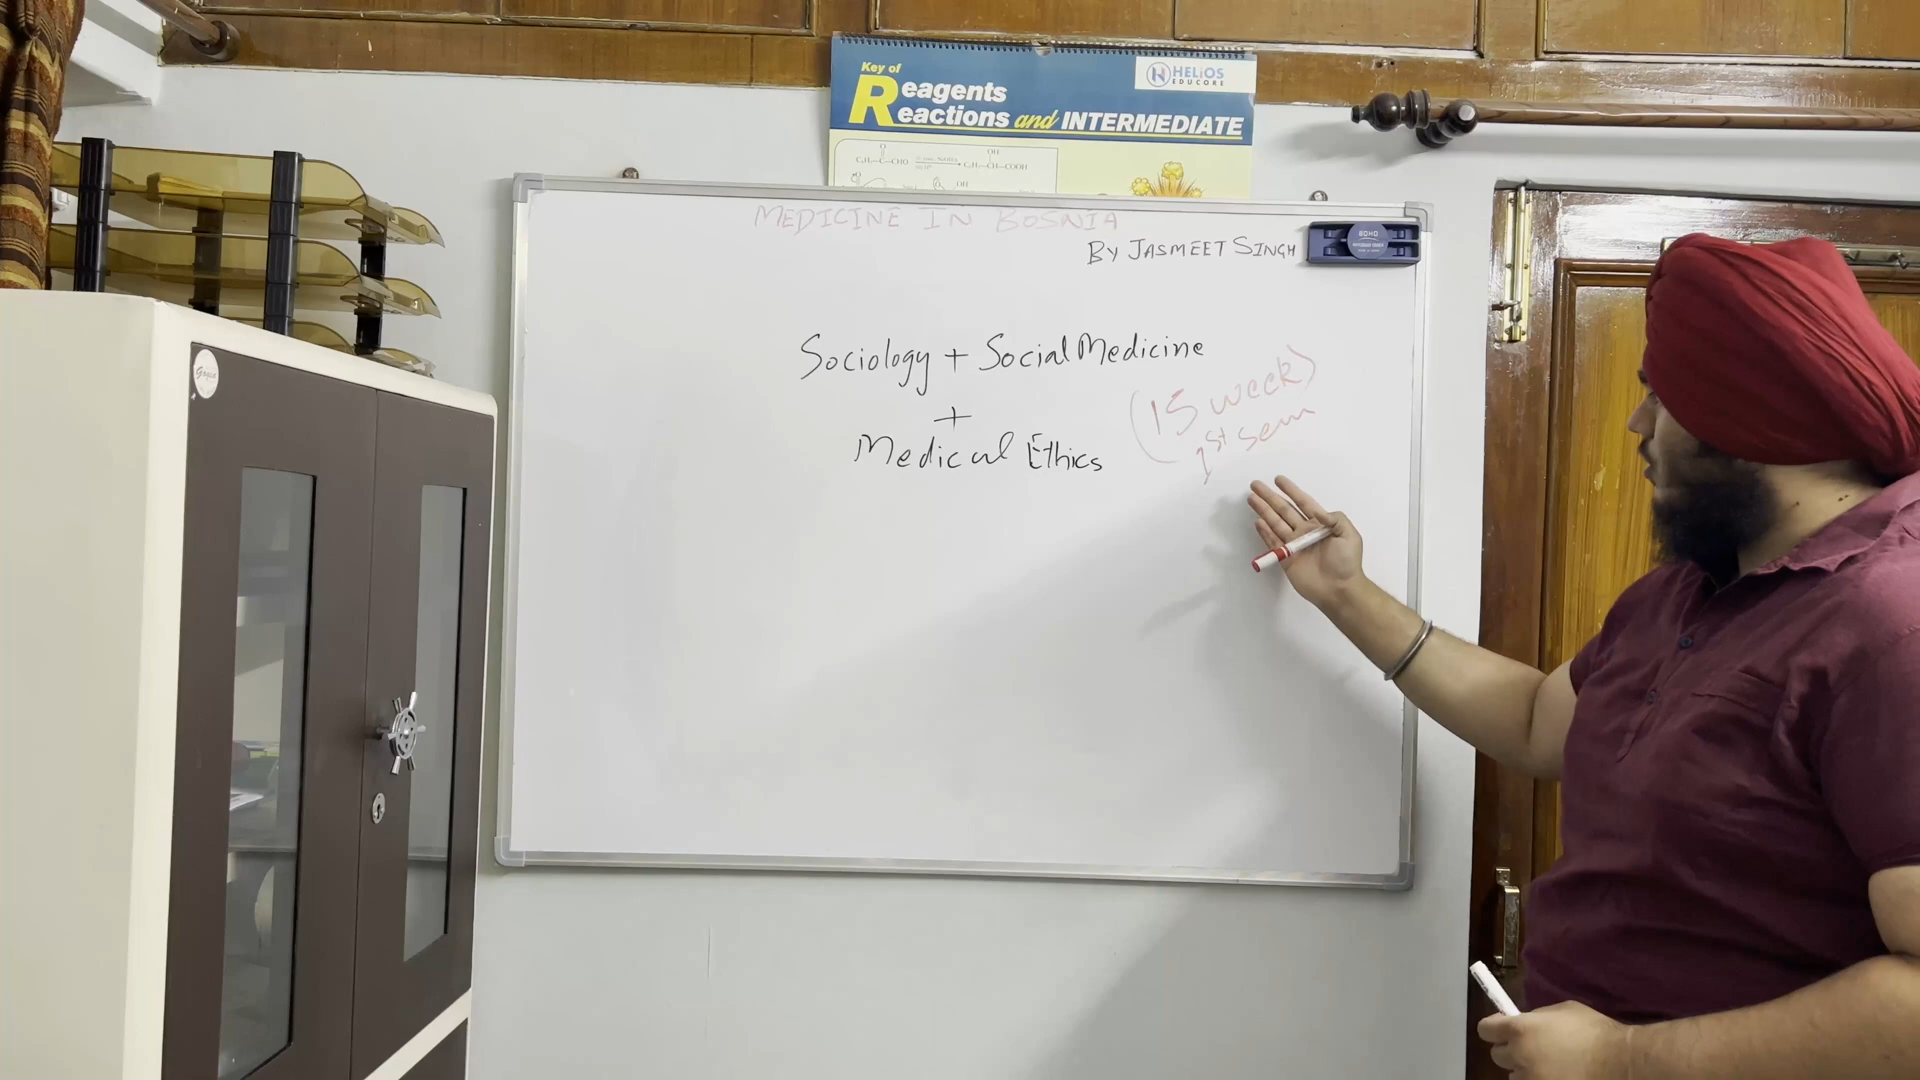 Key of
Reagents
Reactions and INTERMEDIATE
HELIOS
EDUCORE
MEDICINE IN BOSNIA
BY JASMEET SINGH
SOHO
Sociology + Social Medicine
+
Medical Ethics
(15 week)
1st sem